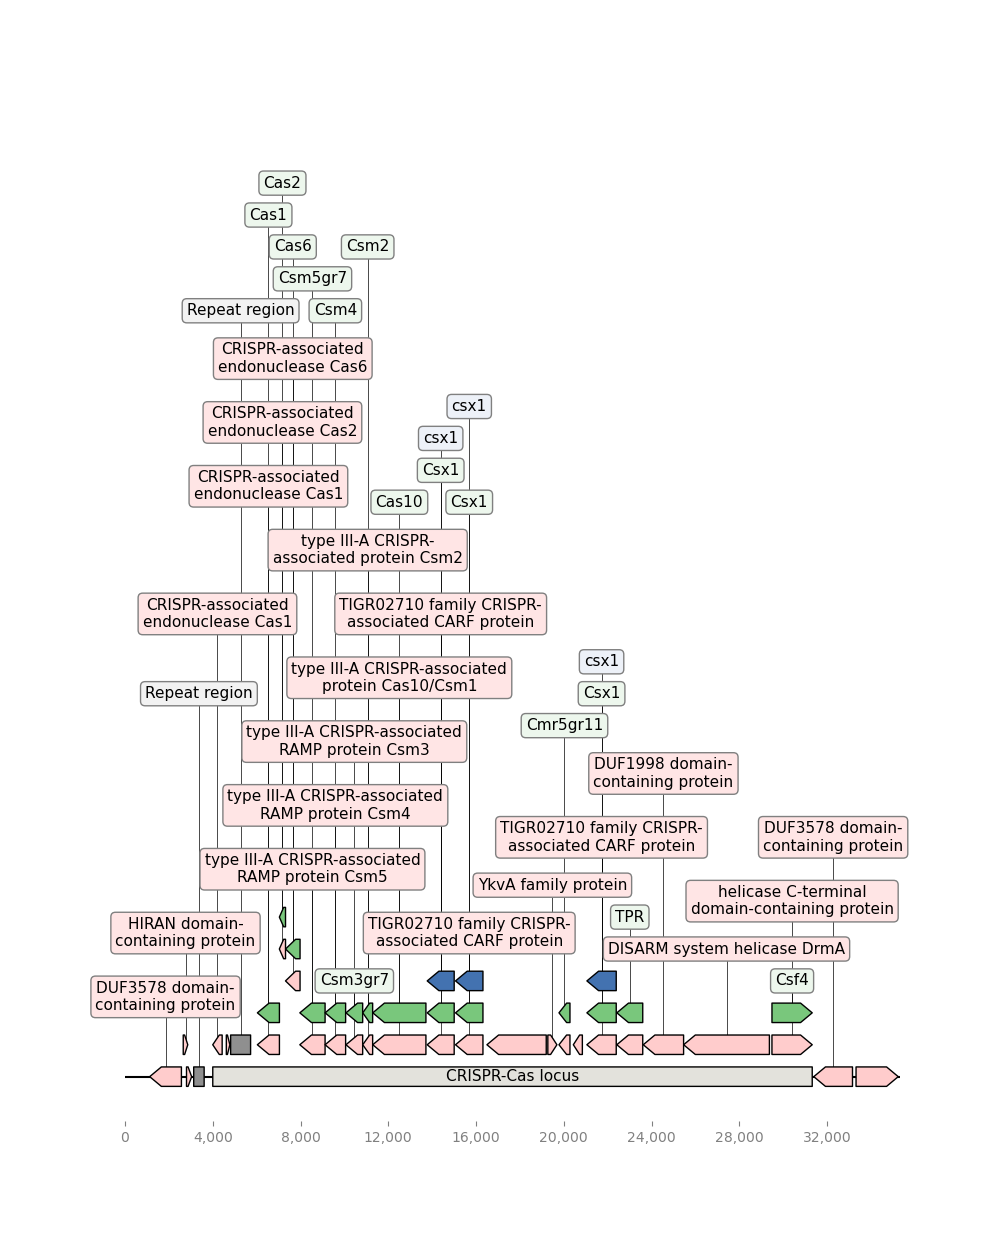 Cas2
Cas1
Cas6
Csm2
Csm5gr7
Repeat region
Csm4
CRISPR-associated
endonuclease Cas6
csx1
CRISPR-associated
endonuclease Cas2
csx1
Csx1
CRISPR-associated
endonuclease Cas1
Cas10
Csx1
type III-A CRISPR-
associated protein Csm2
CRISPR-associated
endonuclease Cas1
TIGR02710 family CRISPR-
associated CARF protein
type III-A CRISPR-associated
protein Cas10/Csm1
csx1
Repeat region
Csx1
Cmr5gr11
type III-A CRISPR-associated
RAMP protein Csm3
DUF1998 domain-
containing protein
type III-A CRISPR-associated
RAMP protein Csm4
TIGR02710 family CRISPR-
associated CARF protein
DUF3578 domain-
containing protein
type III-A CRISPR-associated
RAMP protein Csm5
YkvA family protein
helicase C-terminal
domain-containing protein
TPR
HIRAN domain-
containing protein
TIGR02710 family CRISPR-
associated CARF protein
DISARM system helicase DrmA
Csm3gr7
Csf4
DUF3578 domain-
containing protein
CRISPR-Cas locus
0
4,000
8,000
12,000
16,000
20,000
24,000
28,000
32,000